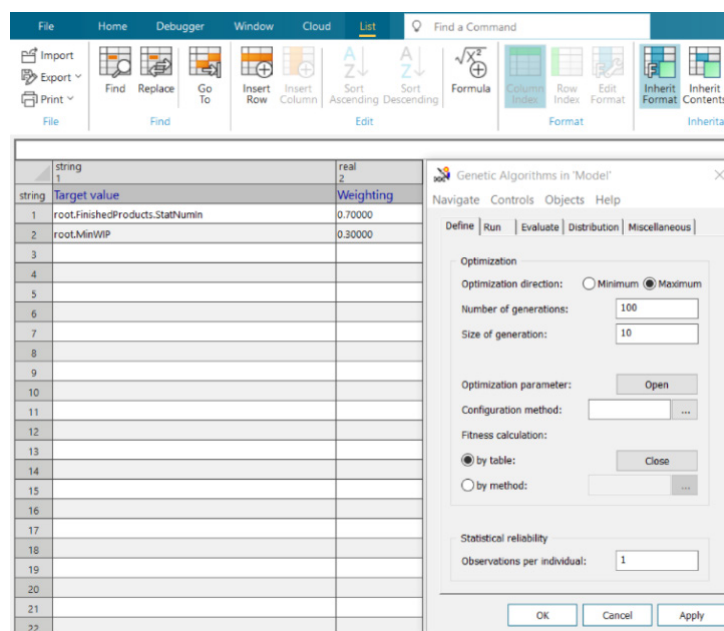 File Home Debugger Window Cloud List Find a Command
Import
Export
Print
File
Find Replace Go To
Find
Insert Row Insert Column Sort Ascending Sort Descending Formula
Edit
Column Index Row Index Edit Format
Format
Inherit Format Inherit Contents
Inherita
string 1 real 2
string Target value Weighting
1 root.FinishedProducts.StatNumIn 0.70000
2 root.MinWIP 0.30000
3
4
5
6
7
8
9
10
11
12
13
14
15
16
17
18
19
20
21
22
Genetic Algorithms in 'Model'
Navigate Controls Objects Help
Define Run Evaluate Distribution Miscellaneous
Optimization
Optimization direction: Minimum Maximum
Number of generations: 100
Size of generation: 10
Optimization parameter: Open
Configuration method: ...
Fitness calculation:
by table: Close
by method: ...
Statistical reliability
Observations per individual: 1
OK Cancel Apply